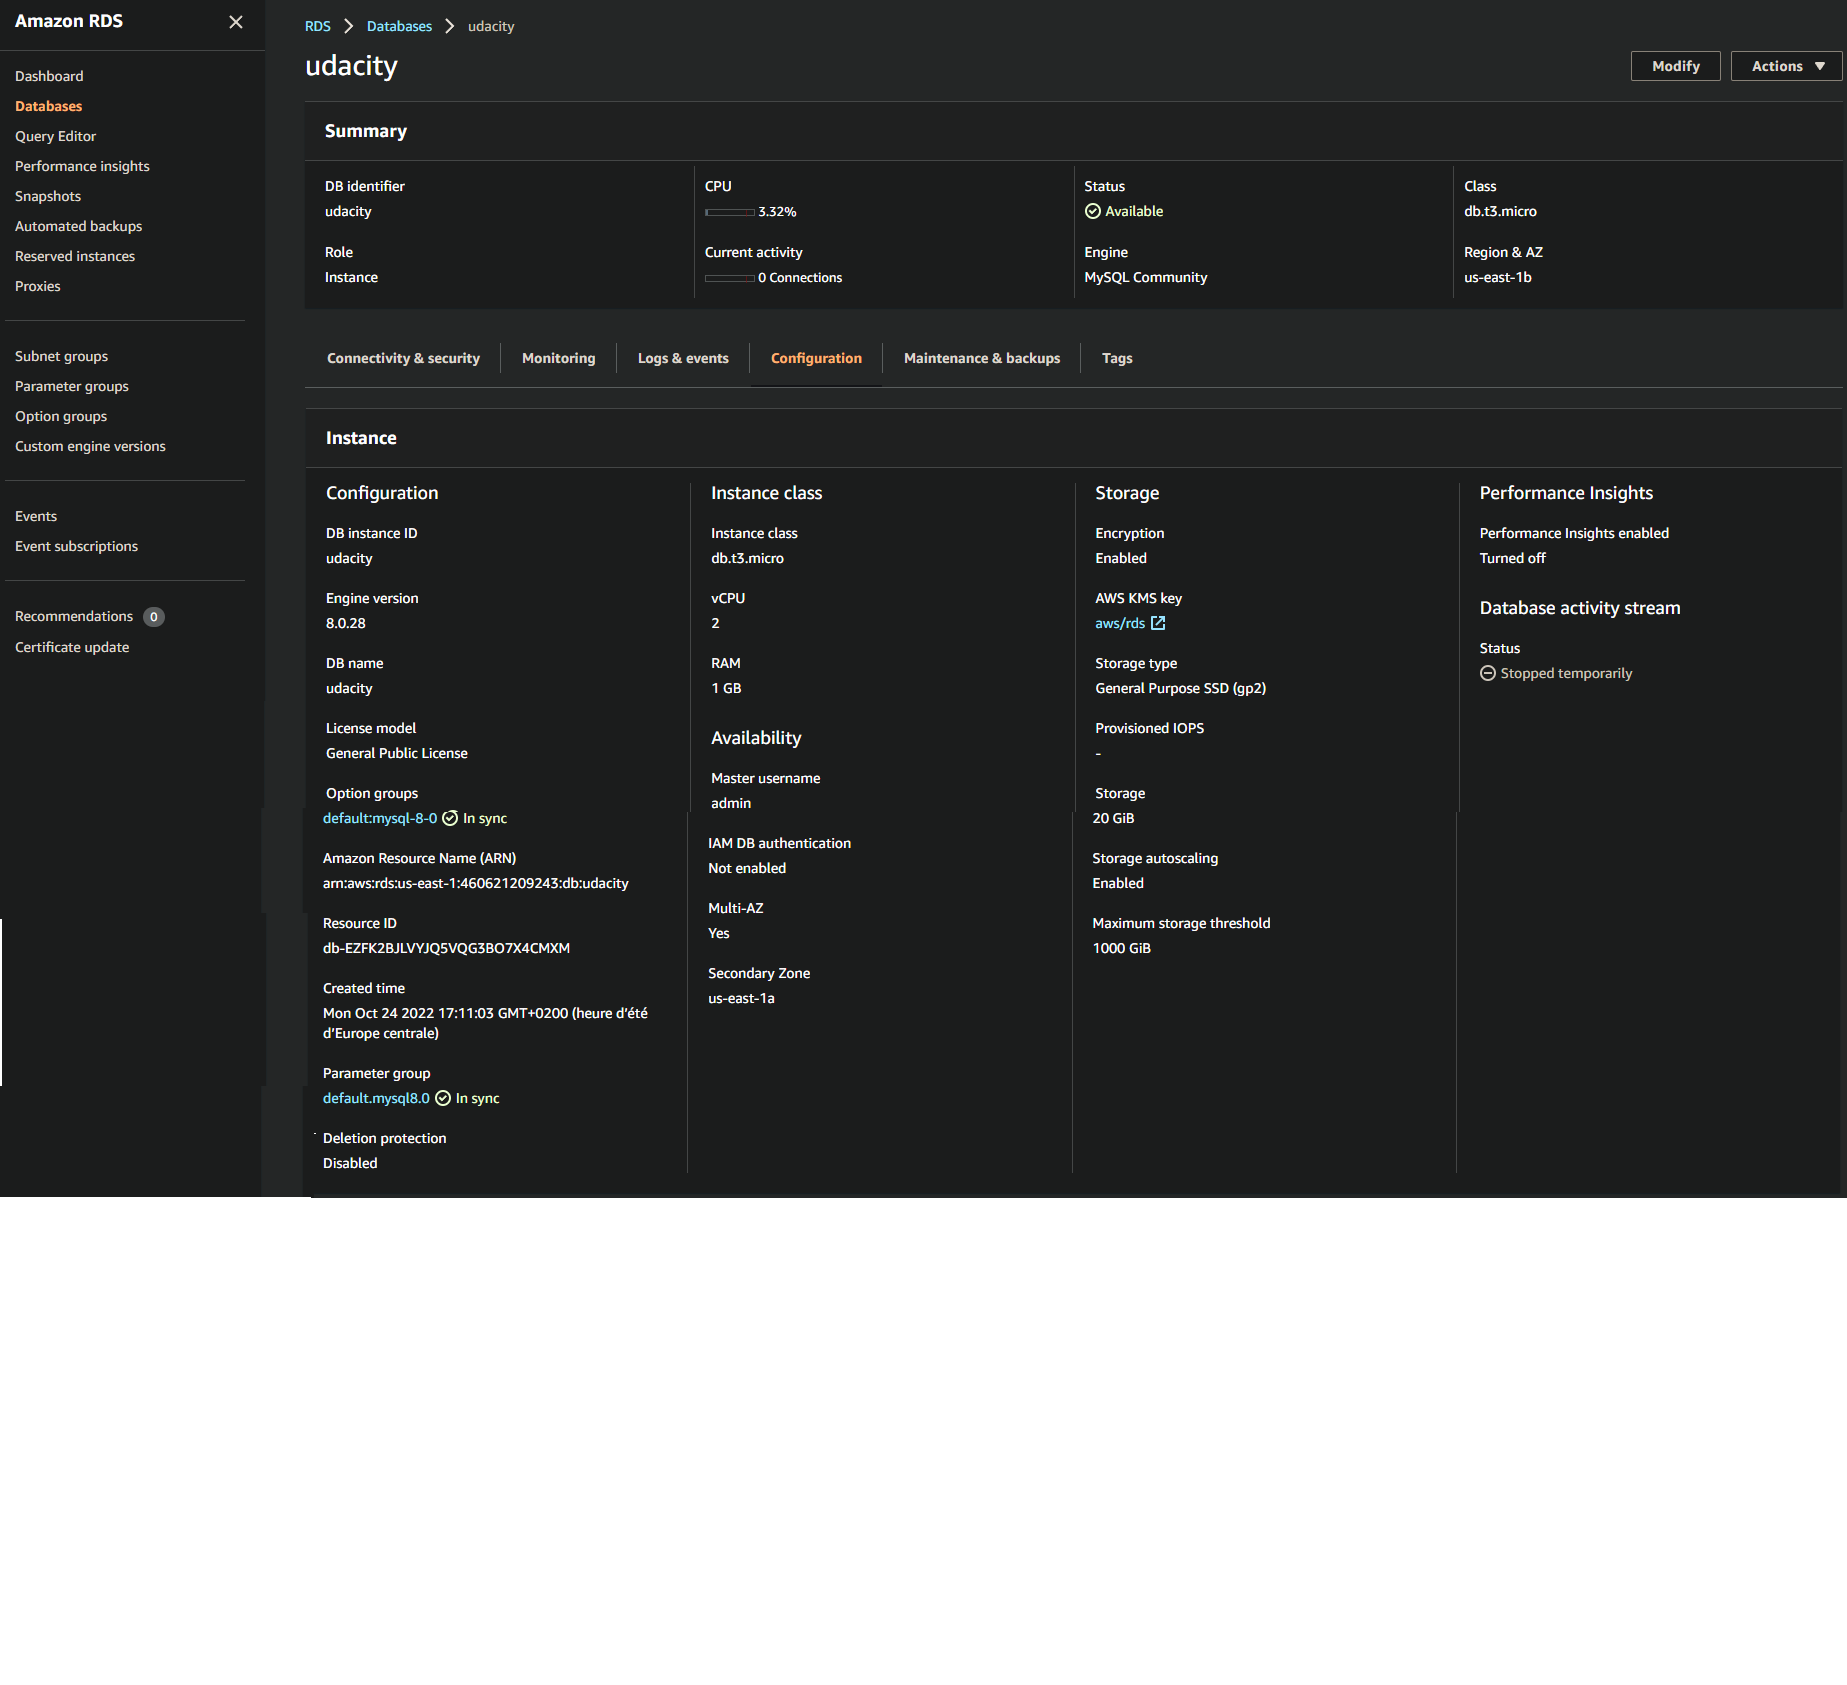 Amazon RDS
Dashboard
Databases
Query Editor
Performance insights
Snapshots
Automated backups
Reserved instances
Proxies
Subnet groups
Parameter groups
Option groups
Custom engine versions
Events
Event subscriptions
Recommendations 0
Certificate update
RDS > Databases > udacity
udacity
Modify
Actions
Summary
DB identifier
udacity
Role
Instance
CPU
3.32%
Current activity
0 Connections
Status
Available
Engine
MySQL Community
Class
db.t3.micro
Region & AZ
us-east-1b
Connectivity & security
Monitoring
Logs & events
Configuration
Maintenance & backups
Tags
Instance
Configuration
DB instance ID
udacity
Engine version
8.0.28
DB name
udacity
License model
General Public License
Option groups
default:mysql-8-0 In sync
Amazon Resource Name (ARN)
arn:aws:rds:us-east-1:460621209243:db:udacity
Resource ID
db-EZFK2BJLVYJQ5VQG3BO7X4CMXM
Created time
Mon Oct 24 2022 17:11:03 GMT+0200 (heure d'été
d'Europe centrale)
Parameter group
default.mysql8.0 In sync
Deletion protection
Disabled
Instance class
Instance class
db.t3.micro
vCPU
2
RAM
1 GB
Availability
Master username
admin
IAM DB authentication
Not enabled
Multi-AZ
Yes
Secondary Zone
us-east-1a
Storage
Encryption
Enabled
AWS KMS key
aws/rds
Storage type
General Purpose SSD (gp2)
Provisioned IOPS
-
Storage
20 GiB
Storage autoscaling
Enabled
Maximum storage threshold
1000 GiB
Performance Insights
Performance Insights enabled
Turned off
Database activity stream
Status
Stopped temporarily